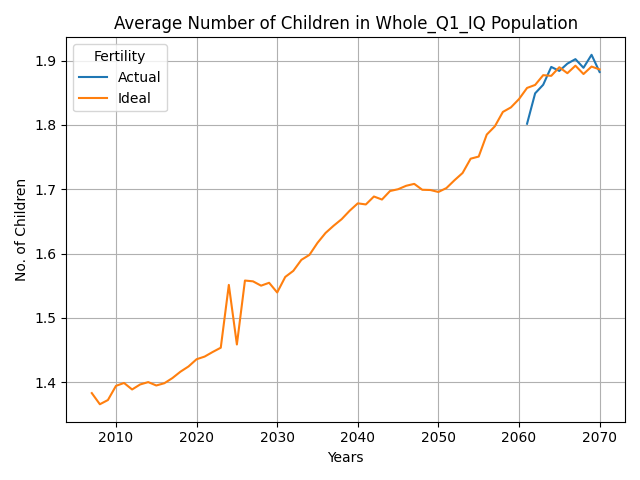 Average Number of Children in Whole_Q1_IQ Population
Fertility
Actual
Ideal
No. of Children
1.9
1.8
1.7
1.6
1.5
1.4
2010 2020 2030 2040 2050 2060 2070
Years